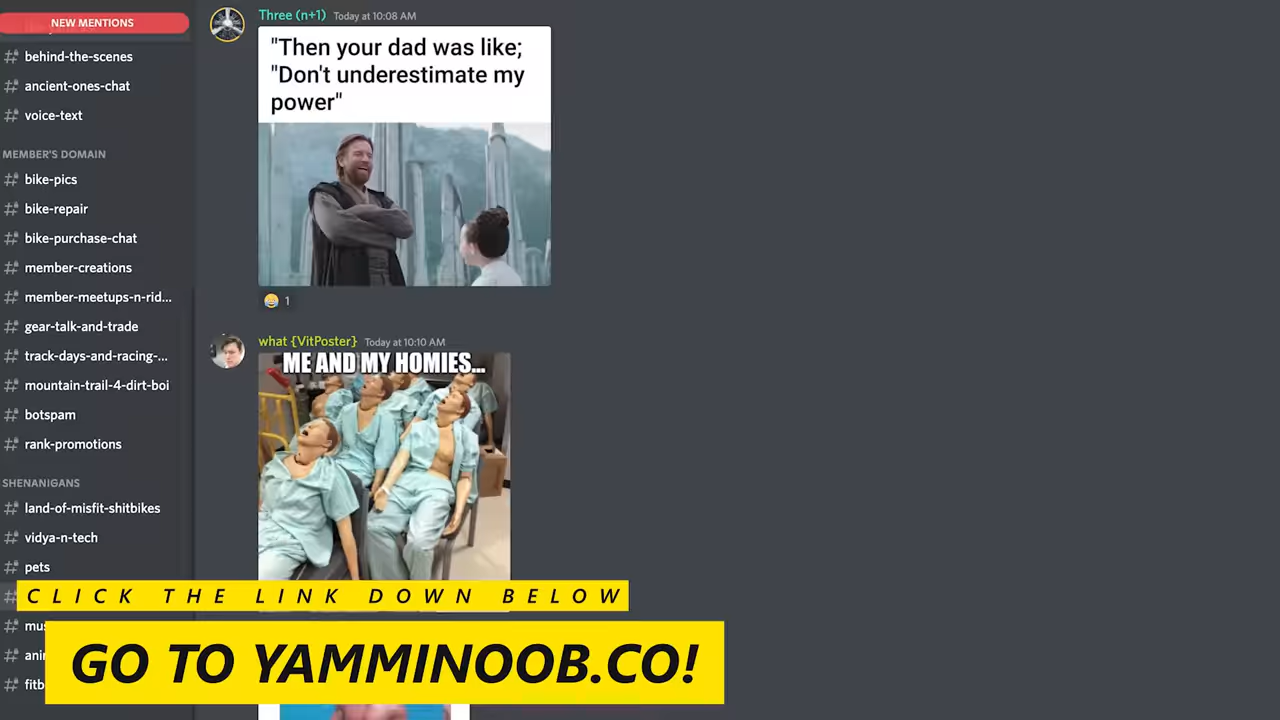 NEW MENTIONS
behind-the-scenes
ancient-ones-chat
voice-text
MEMBER'S DOMAIN
bike-pics
bike-repair
bike-purchase-chat
member-creations
member-meetups-n-rid...
gear-talk-and-trade
track-days-and-racing-...
mountain-trail-4-dirt-boi
botspam
rank-promotions
SHENANIGANS
land-of-misfit-shitbikes
vidya-n-tech
pets
mus
ani
fitb
Three (n+1) Today at 10:08 AM
"Then your dad was like;
"Don't underestimate my
power"
1
what {VitPoster} Today at 10:10 AM
ME AND MY HOMIES...
CLICK THE LINK DOWN BELOW
GO TO YAMMINOOB.CO!